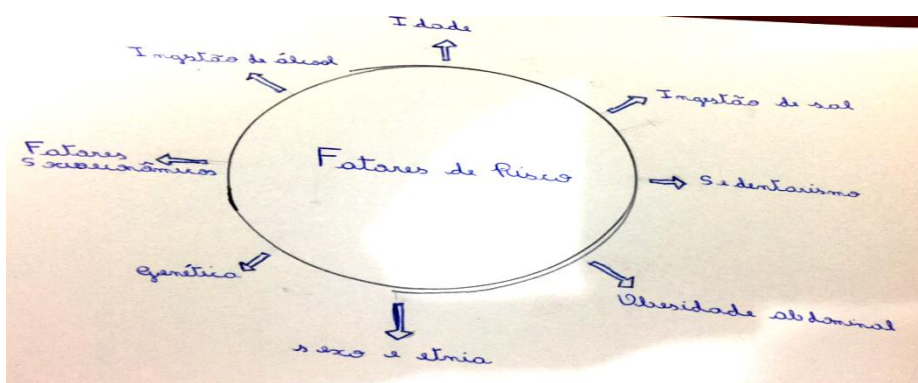 Idade
Ingestão de álcool
Ingestão de sal
Fatores
Socioeconômicos
Fatores de Risco
Sedentarismo
Genética
Obesidade abdominal
sexo e etnia